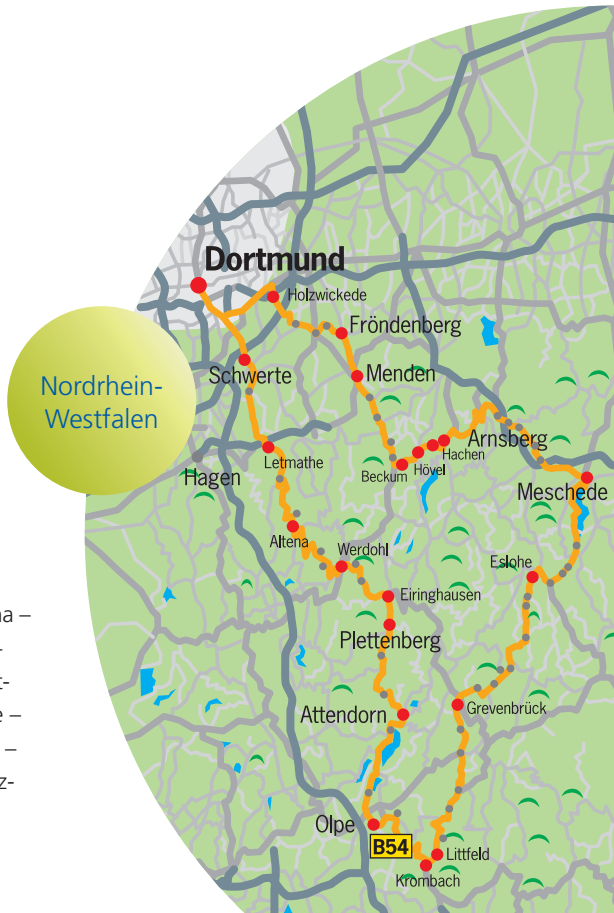 Dortmund
Holzwickede
Fröndenberg
Schwerte
Menden
Nordrhein-
Westfalen
Arnsberg
Hachen
Hövel
Beckum
Letmathe
Hagen
Meschede
Altena
Werdohl
Eslohe
Eiringhausen
Plettenberg
Grevenbrück
Attendorn
Olpe
B54
Littfeld
Krombach
na –
-
t-
e –
–
z-